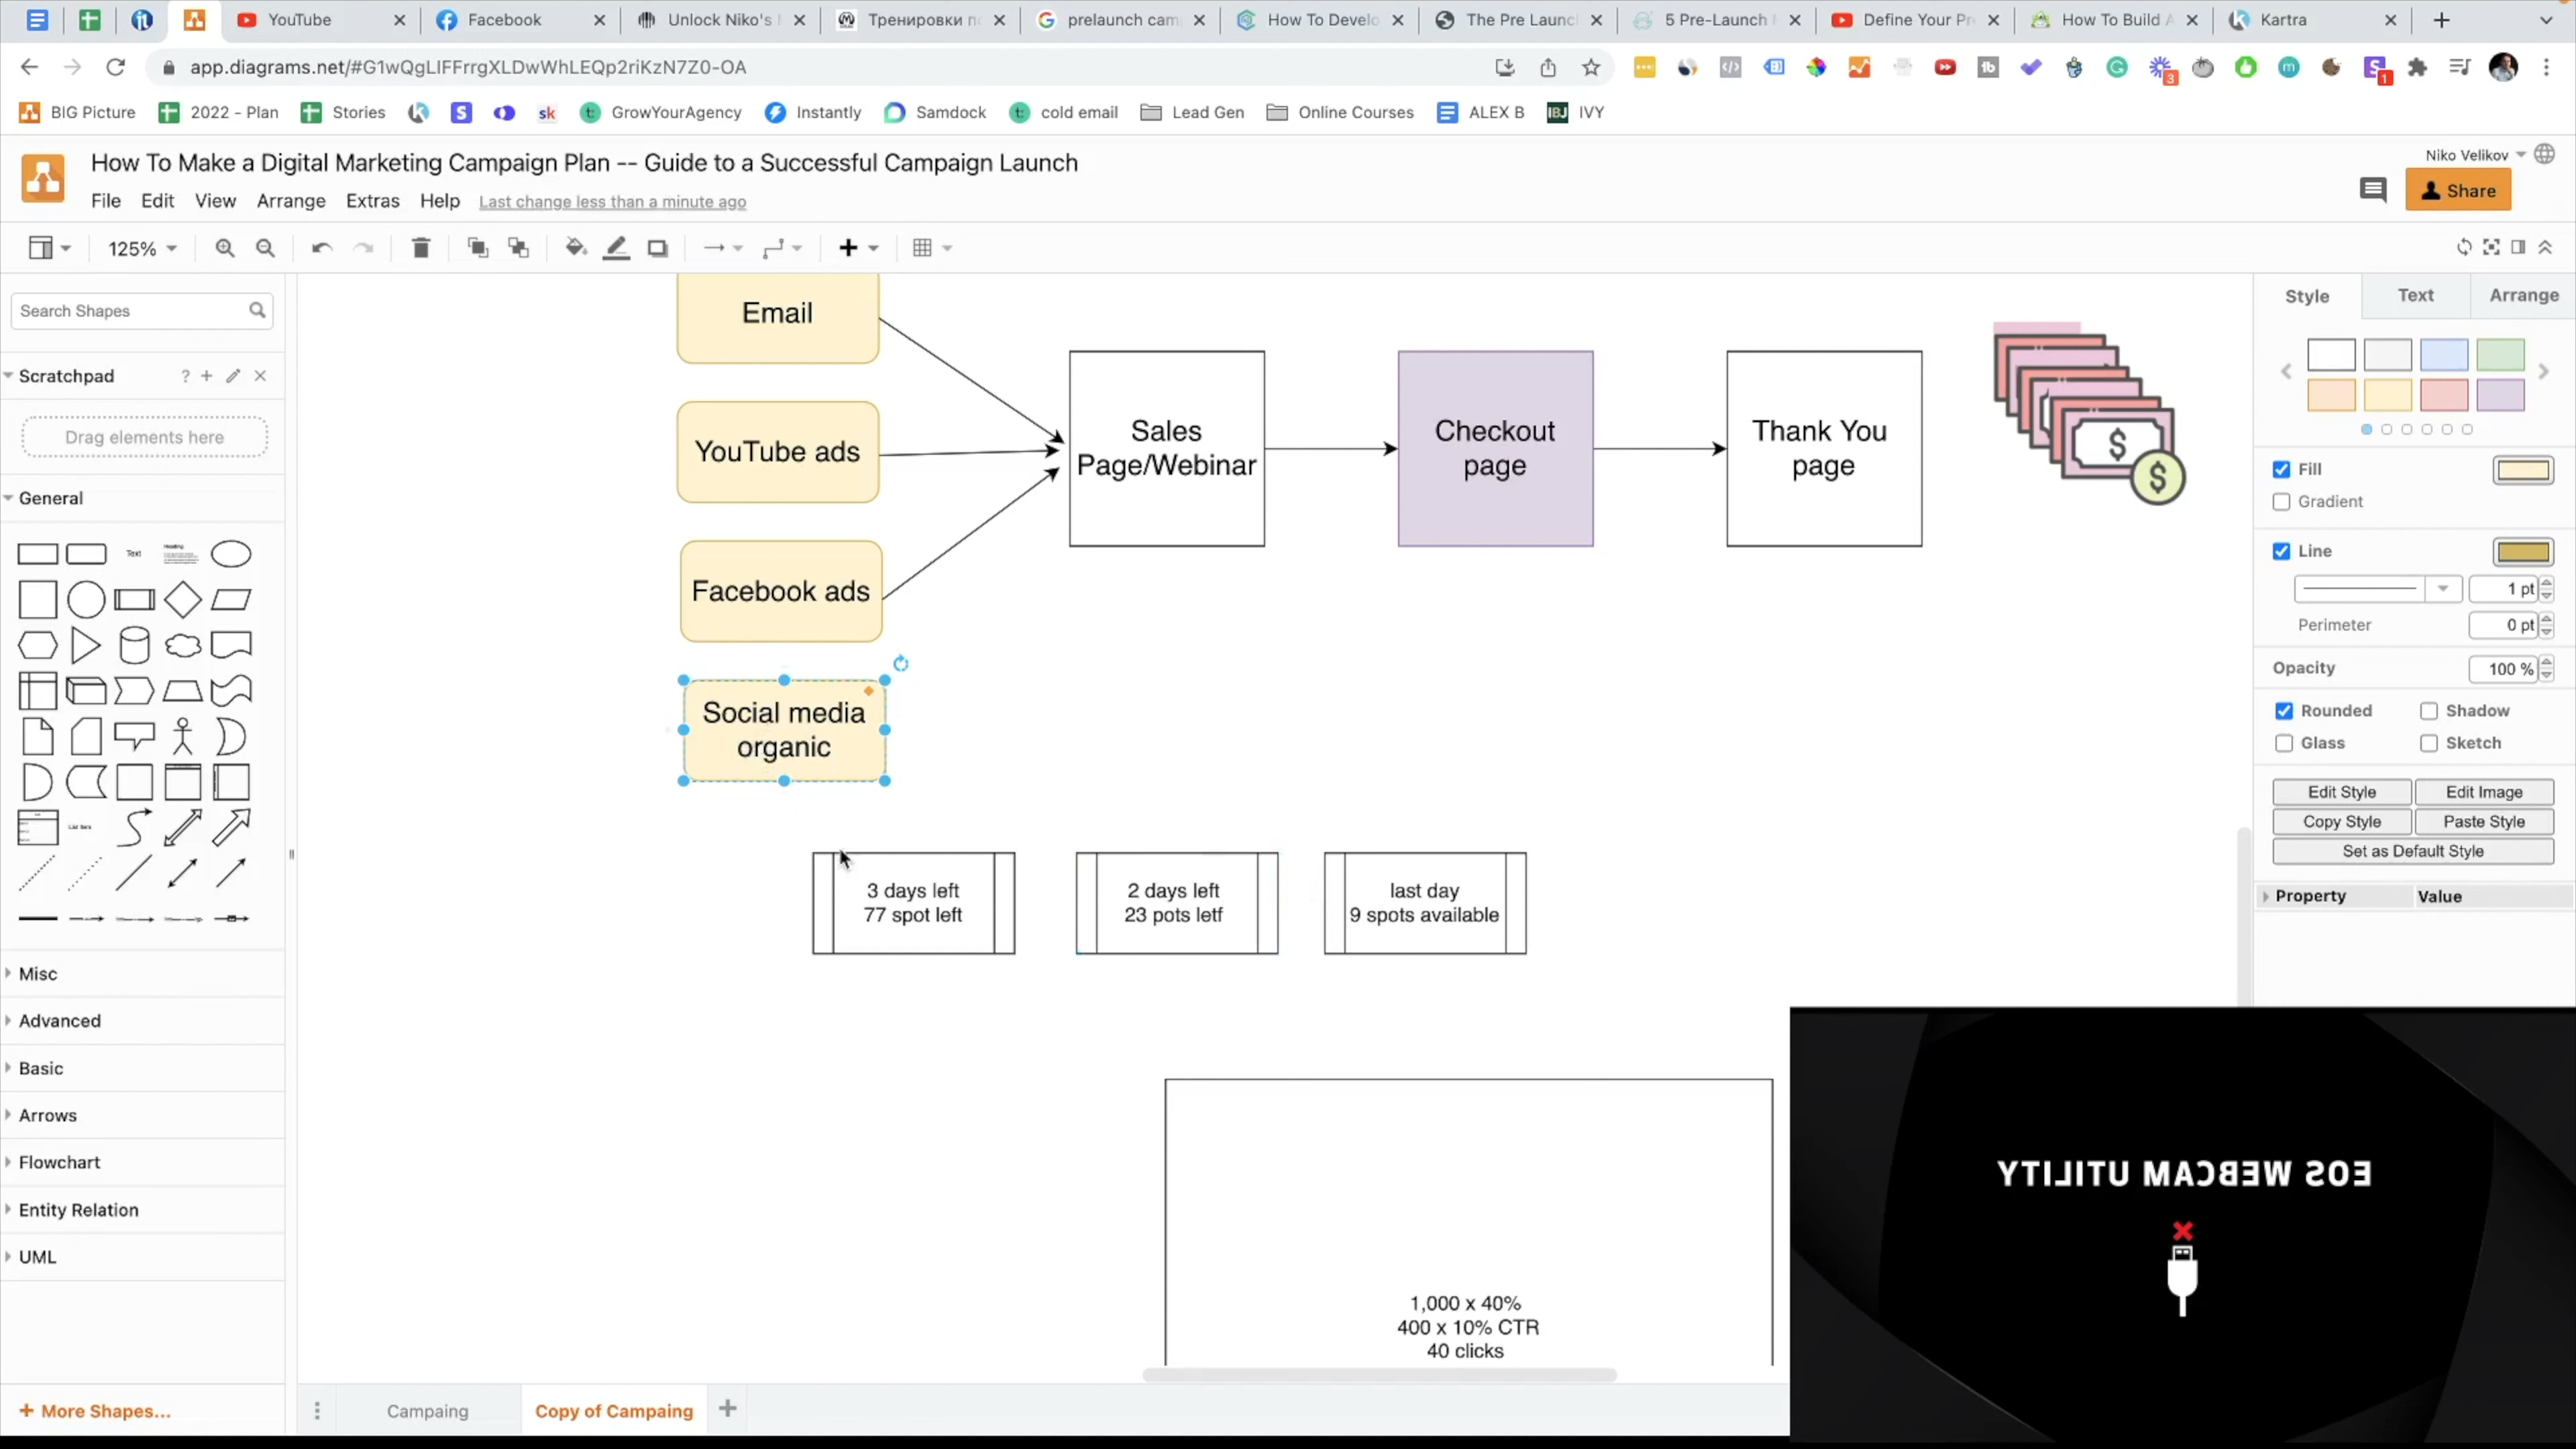 YouTube
Facebook
Unlock Niko's
Тренировки по
prelaunch cam
How To Develo
The Pre Launc
5 Pre-Launch
Define Your Pr
How To Build A
Kartra
app.diagrams.net/#G1wQgLIFFrrgXLDwWhLEQp2riKzN7Z0-OA
BIG Picture
2022 - Plan
Stories
sk
GrowYourAgency
Instantly
Samdock
cold email
Lead Gen
Online Courses
ALEX B
IBJ
IVY
How To Make a Digital Marketing Campaign Plan -- Guide to a Successful Campaign Launch
Niko Velikov
File Edit View Arrange Extras Help Last change less than a minute ago
Share
125%
Search Shapes
Scratchpad
Drag elements here
General
Text
Heading
List Item
Misc
Advanced
Basic
Arrows
Flowchart
Entity Relation
UML
+ More Shapes...
Email
YouTube ads
Facebook ads
Social media
organic
Sales
Page/Webinar
Checkout
page
Thank You
page
3 days left
77 spot left
2 days left
23 pots letf
last day
9 spots available
1,000 x 40%
400 x 10% CTR
40 clicks
Campaing
Copy of Campaing
Style
Text
Arrange
Fill
Gradient
Line
1 pt
Perimeter
0 pt
Opacity
100 %
Rounded
Shadow
Glass
Sketch
Edit Style
Edit Image
Copy Style
Paste Style
Set as Default Style
Property
Value
EOS WEBCAM UTILITY